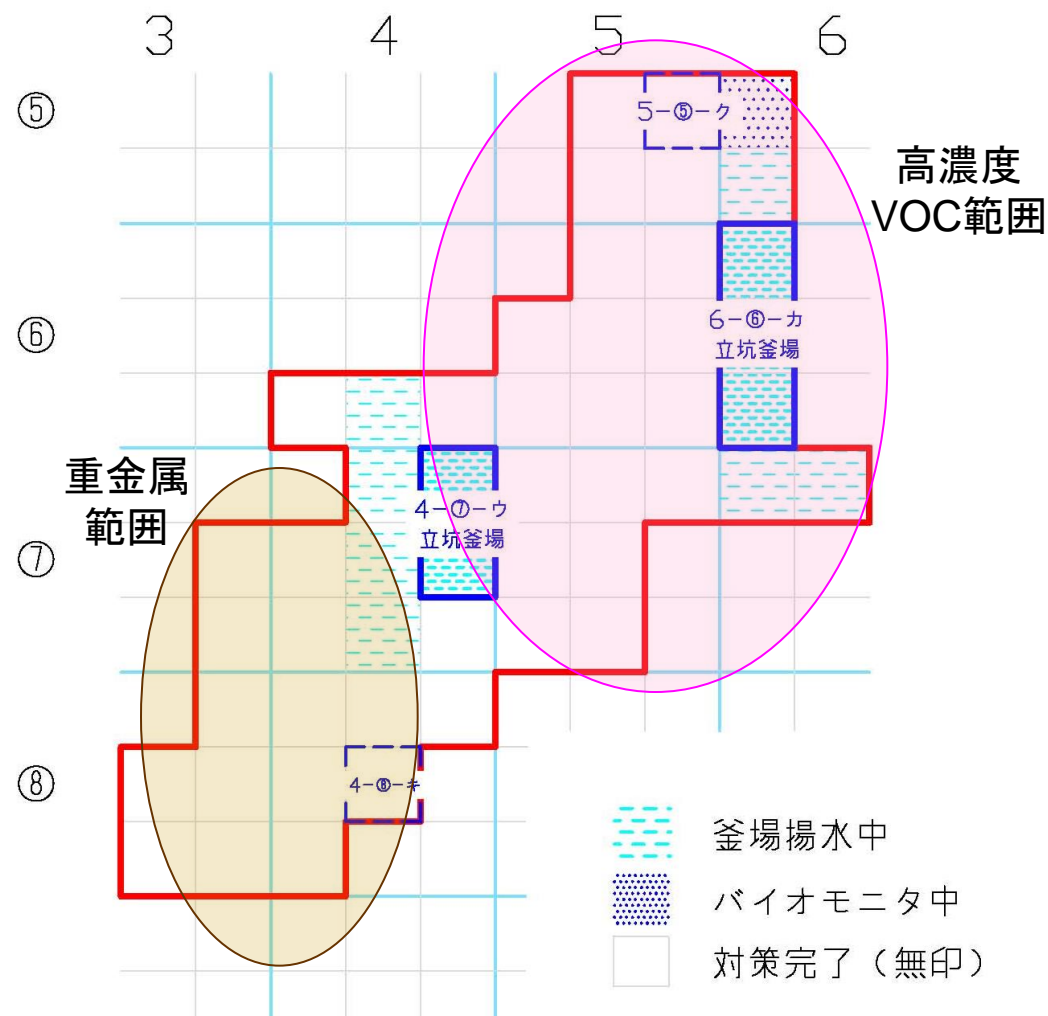 3 4 5 6
⑤
5-⑤-ク
高濃度
VOC範囲
⑥
6-⑥-カ
立坑釜場
重金属
範囲
4-⑦-ウ
立坑釜場
⑦
⑧
4-⑧-キ
釜場揚水中
バイオモニタ中
対策完了（無印）